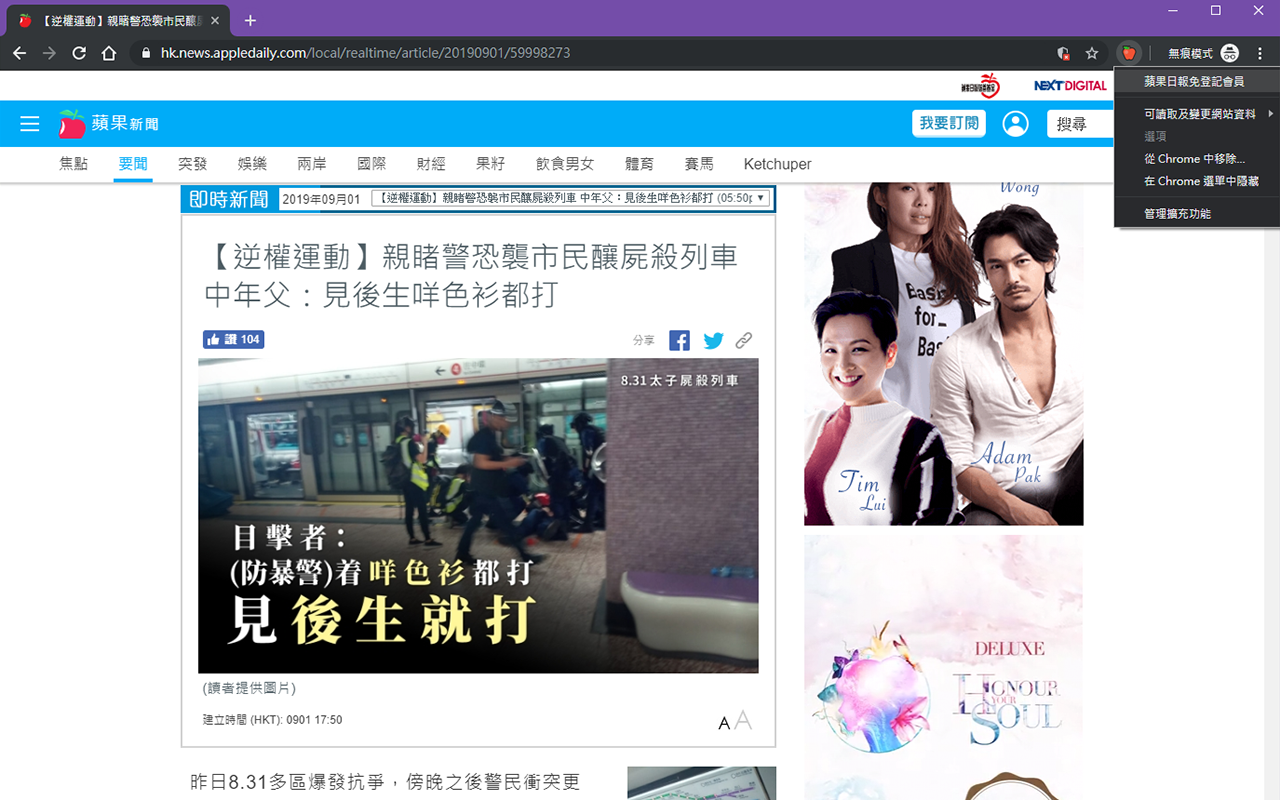 【逆權運動】親睹警恐襲市民釀屍
hk.news.appledaily.com/local/realtime/article/20190901/59998273
無痕模式
蘋果日報免登記會員
可讀取及變更網站資料
選項
從 Chrome 中移除...
在 Chrome 選單中隱藏
管理擴充功能
NEXT DIGITAL
蘋果新聞
我要訂閱
搜尋
焦點 要聞 突發 娛樂 兩岸 國際 財經 果籽 飲食男女 體育 賽馬 Ketchuper
即時新聞 2019年09月01 【逆權運動】親睹警恐襲市民釀屍殺列車 中年父：見後生咩色衫都打 (05:50p
【逆權運動】親睹警恐襲市民釀屍殺列車
中年父：見後生咩色衫都打
讚 104
分享
8.31太子屍殺列車
目擊者：
(防暴警)着咩色衫都打
見後生就打
(讀者提供圖片)
建立時間 (HKT): 0901 17:50
A A
昨日8.31多區爆發抗爭，傍晚之後警民衝突更
Wong
Basic
for_
Bas
Adam
Pak
Tim
Lui
DELUXE
HONOUR
YOUR
SOUL